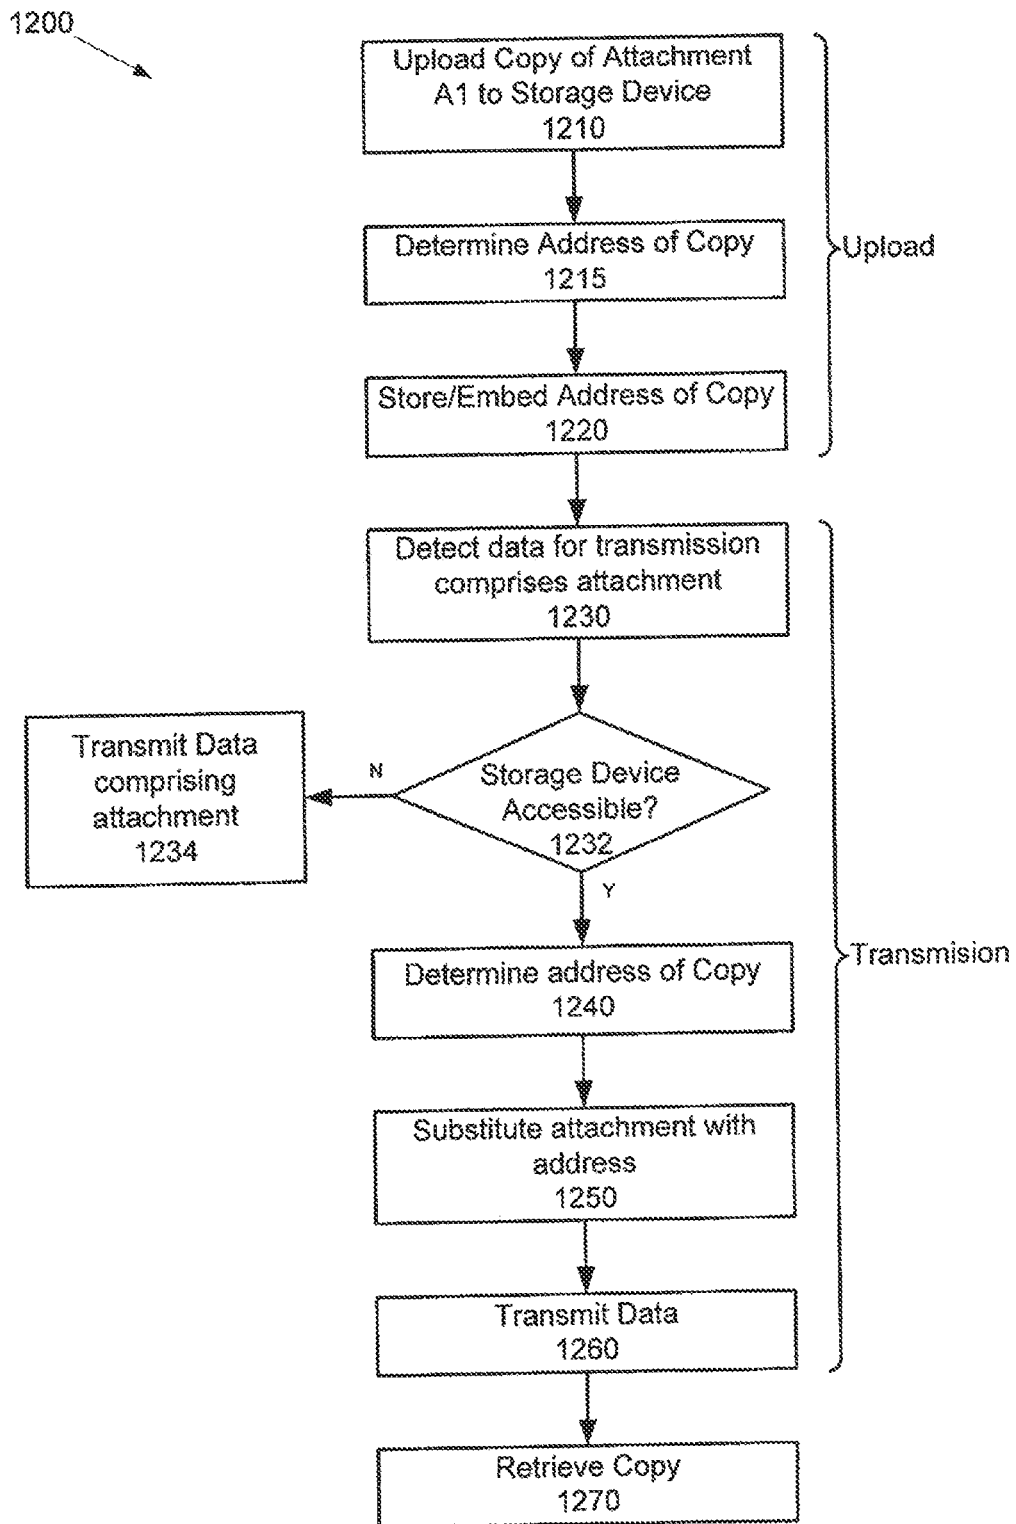 1200
Upload Copy of Attachment
A1 to Storage Device
1210
Determine Address of Copy
1215
Upload
Store/Embed Address of Copy
1220
Detect data for transmission
comprises attachment
1230
Transmit Data
comprising
attachment
1234
N
Storage Device
Accessible?
1232
Y
Transmision
Determine address of Copy
1240
Substitute attachment with
address
1250
Transmit Data
1260
Retrieve Copy
1270